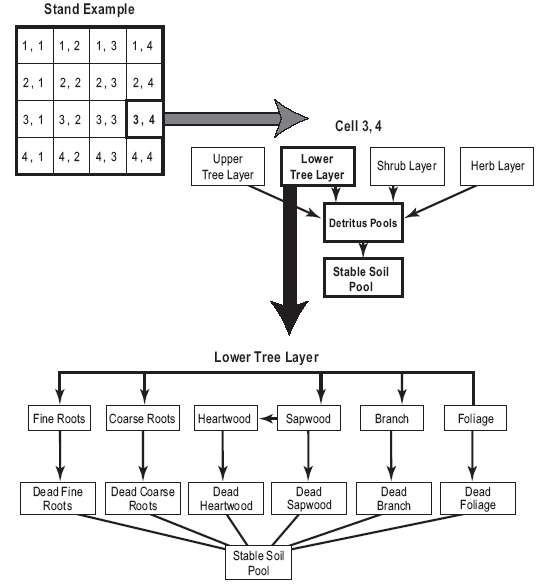 Stand Example
1, 1 1, 2 1, 3 1, 4
2, 1 2, 2 2, 3 2, 4
3, 1 3, 2 3, 3 3, 4
4, 1 4, 2 4, 3 4, 4
Cell 3, 4
Upper
Tree Layer
Lower
Tree Layer
Shrub Layer
Herb Layer
Detritus Pools
Stable Soil
Pool
Lower Tree Layer
Fine Roots
Coarse Roots
Heartwood
Sapwood
Branch
Foliage
Dead Fine
Roots
Dead Coarse
Roots
Dead
Heartwood
Dead
Sapwood
Dead
Branch
Dead
Foliage
Stable Soil
Pool